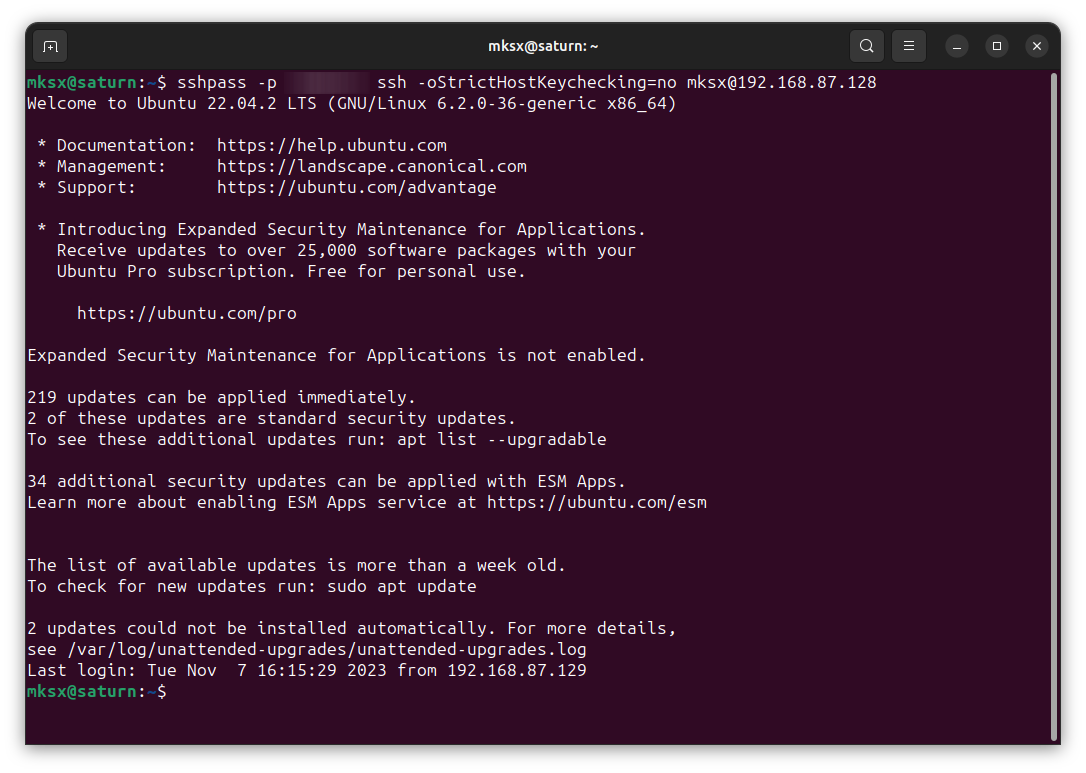 mksx@saturn: ~
mksx@saturn:~$ sshpass -p ssh -oStrictHostKeychecking=no mksx@192.168.87.128
Welcome to Ubuntu 22.04.2 LTS (GNU/Linux 6.2.0-36-generic x86_64)
* Documentation: https://help.ubuntu.com
* Management: https://landscape.canonical.com
* Support: https://ubuntu.com/advantage
* Introducing Expanded Security Maintenance for Applications.
Receive updates to over 25,000 software packages with your
Ubuntu Pro subscription. Free for personal use.
https://ubuntu.com/pro
Expanded Security Maintenance for Applications is not enabled.
219 updates can be applied immediately.
2 of these updates are standard security updates.
To see these additional updates run: apt list --upgradable
34 additional security updates can be applied with ESM Apps.
Learn more about enabling ESM Apps service at https://ubuntu.com/esm
The list of available updates is more than a week old.
To check for new updates run: sudo apt update
2 updates could not be installed automatically. For more details,
see /var/log/unattended-upgrades/unattended-upgrades.log
Last login: Tue Nov  7 16:15:29 2023 from 192.168.87.129
mksx@saturn:~$